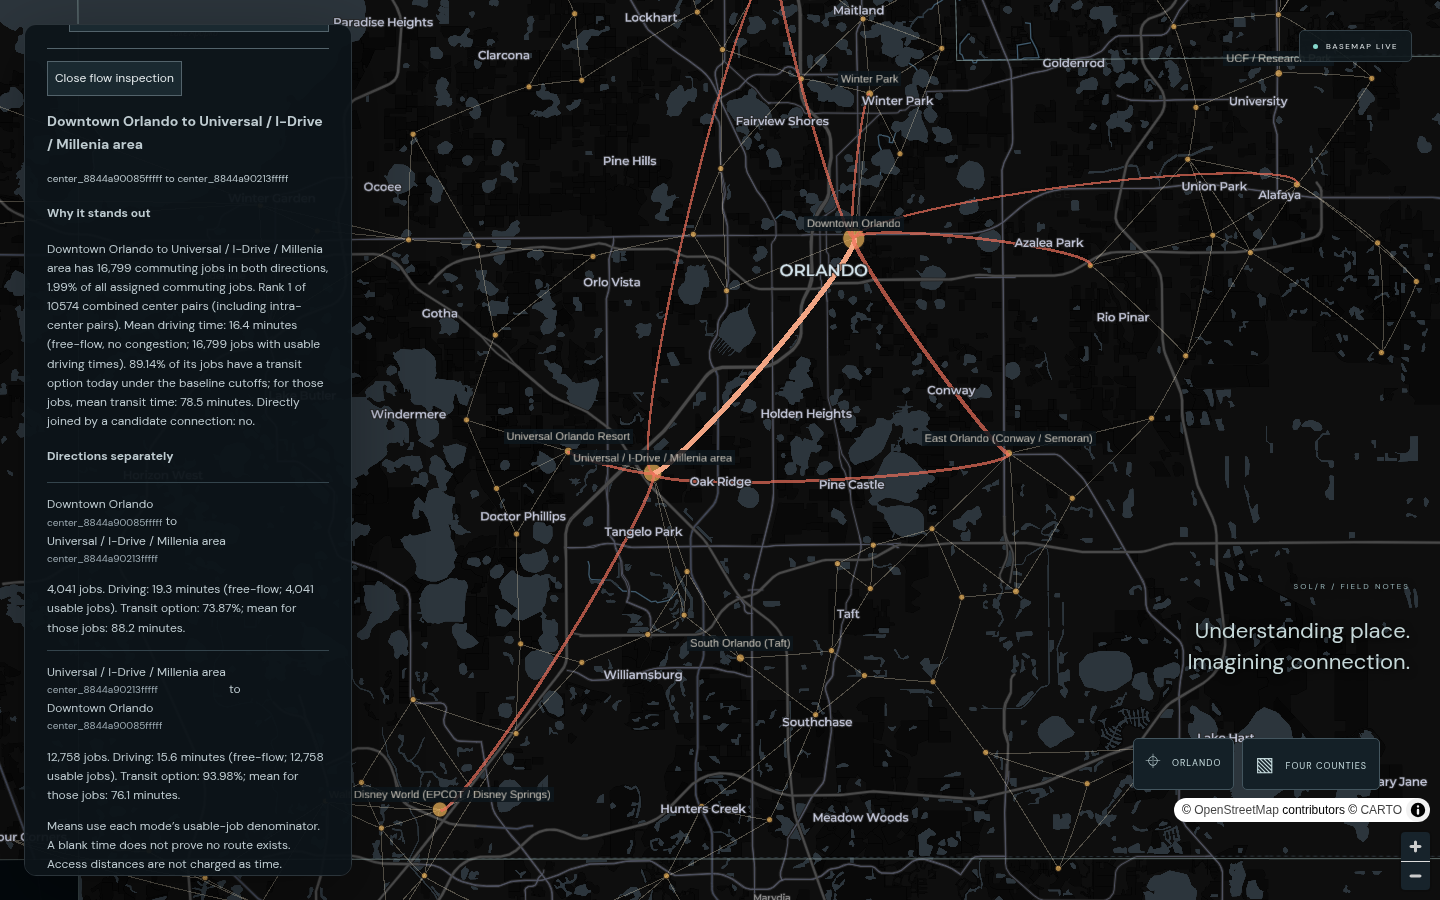 Close flow inspection
Downtown Orlando to Universal / I-Drive
/ Millenia area
center_8844a90085fffff to center_8844a90213fffff
Why it stands out
Downtown Orlando to Universal / I-Drive / Millenia
area has 16,799 commuting jobs in both directions,
1.99% of all assigned commuting jobs. Rank 1 of
10574 combined center pairs (including intra-
center pairs). Mean driving time: 16.4 minutes
(free-flow, no congestion; 16,799 jobs with usable
driving times). 89.14% of its jobs have a transit
option today under the baseline cutoffs; for those
jobs, mean transit time: 78.5 minutes. Directly
joined by a candidate connection: no.
Directions separately
Downtown Orlando
center_8844a90085fffff to
Universal / I-Drive / Millenia area
center_8844a90213fffff
4,041 jobs. Driving: 19.3 minutes (free-flow; 4,041
usable jobs). Transit option: 73.87%; mean for
those jobs: 88.2 minutes.
Universal / I-Drive / Millenia area
center_8844a90213fffff to
Downtown Orlando
center_8844a90085fffff
12,758 jobs. Driving: 15.6 minutes (free-flow; 12,758
usable jobs). Transit option: 93.98%; mean for
those jobs: 76.1 minutes.
Means use each mode's usable-job denominator.
A blank time does not prove no route exists.
Access distances are not charged as time.
Paradise Heights
Lockhart
Maitland
Clarcona
Goldenrod
UCF / Research
BASEMAP LIVE
Winter Park
Winter Park
University
Fairview Shores
Pine Hills
Ocoee
Winter Garden
Union Park
Alafaya
Downtown Orlando
Azalea Park
ORLANDO
Orlo Vista
Gotha
Rio Pinar
Conway
Windermere
Holden Heights
Universal Orlando Resort
East Orlando (Conway / Semoran)
Universal / I-Drive / Millenia area
Horizon West
Oak Ridge
Pine Castle
Doctor Phillips
Tangelo Park
Taft
South Orlando (Taft)
Williamsburg
Southchase
Lake Hart
Disney World (EPCOT / Disney Springs)
Hunters Creek
Meadow Woods
ary Jane
SOL/R / FIELD NOTES
Understanding place.
Imagining connection.
ORLANDO
FOUR COUNTIES
© OpenStreetMap contributors © CARTO